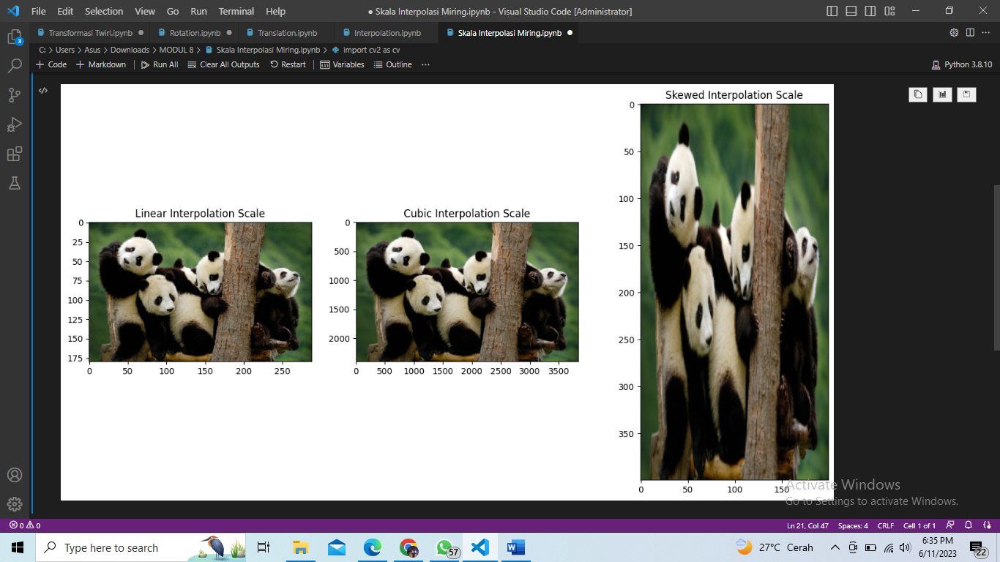 File Edit Selection View Go Run Terminal Help
● Skala Interpolasi Miring.ipynb - Visual Studio Code [Administrator]
Transformasi Twirl.ipynb ● Rotation.ipynb ● Translation.ipynb Interpolation.ipynb Skala Interpolasi Miring.ipynb ●
C: > Users > Asus > Downloads > MODUL 8 > Skala Interpolasi Miring.ipynb > import cv2 as cv
+ Code + Markdown Run All Clear All Outputs Restart Variables Outline ... Python 3.8.10
3
Skewed Interpolation Scale
0
50
100
150
200
250
300
350
0 50 100 150
Linear Interpolation Scale
0
25
50
75
100
125
150
175
0 50 100 150 200 250
Cubic Interpolation Scale
0
500
1000
1500
2000
0 500 1000 1500 2000 2500 3000 3500
Activate Windows
Go to Settings to activate Windows.
0 0 Ln 21, Col 47 Spaces: 4 CRLF Cell 1 of 1
Type here to search 57 27°C Cerah 6:35 PM
6/11/2023 22